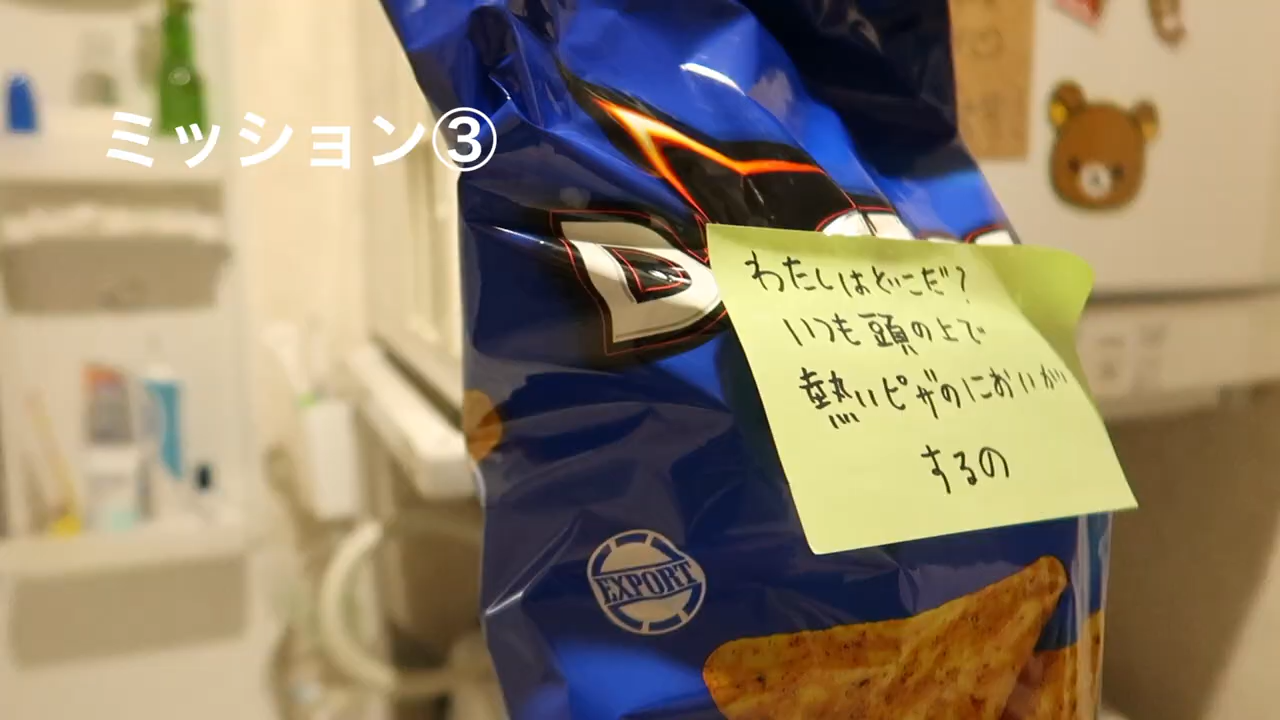 ミッション③
わたしはどこだ?
いつも頭の上で
熱いピザのにおいが
するの
EXPORT